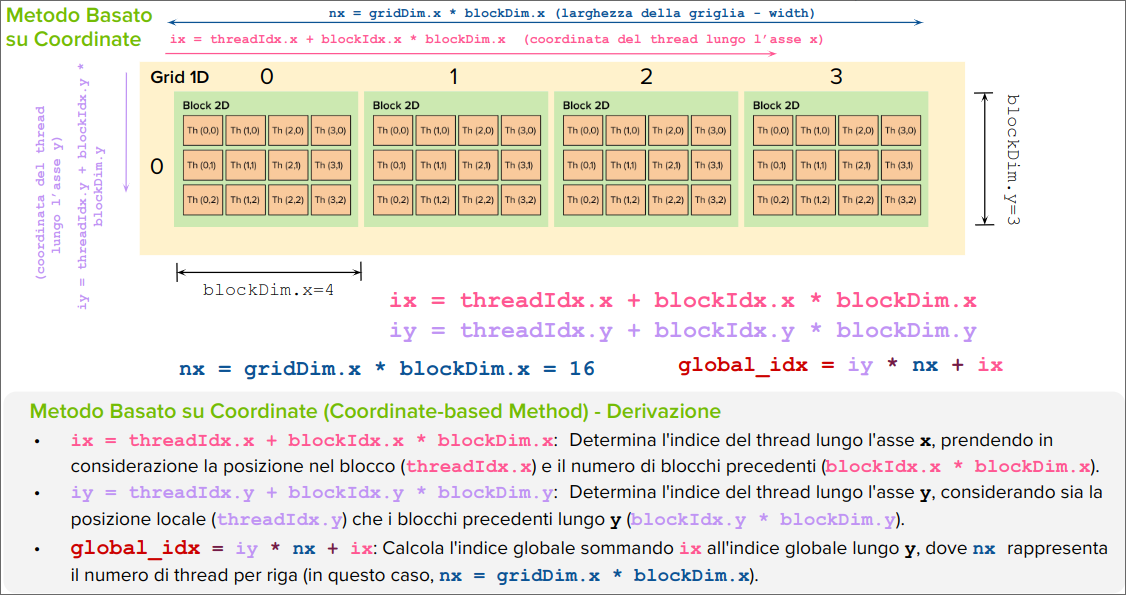 Metodo Basato
su Coordinate
nx = gridDim.x * blockDim.x (larghezza della griglia - width)
ix = threadIdx.x + blockIdx.x * blockDim.x (coordinata del thread lungo l'asse x)
(coordinata del thread
lungo l'asse y)
iy = threadIdx.y + blockIdx.y *
blockDim.y
Grid 1D 0 1 2 3
Block 2D Block 2D Block 2D Block 2D
Th (0,0) Th (1,0) Th (2,0) Th (3,0) Th (0,0) Th (1,0) Th (2,0) Th (3,0) Th (0,0) Th (1,0) Th (2,0) Th (3,0) Th (0,0) Th (1,0) Th (2,0) Th (3,0)
0 Th (0,1) Th (1,1) Th (2,1) Th (3,1) Th (0,1) Th (1,1) Th (2,1) Th (3,1) Th (0,1) Th (1,1) Th (2,1) Th (3,1) Th (0,1) Th (1,1) Th (2,1) Th (3,1)
Th (0,2) Th (1,2) Th (2,2) Th (3,2) Th (0,2) Th (1,2) Th (2,2) Th (3,2) Th (0,2) Th (1,2) Th (2,2) Th (3,2) Th (0,2) Th (1,2) Th (2,2) Th (3,2)
blockDim.y=3
blockDim.x=4
ix = threadIdx.x + blockIdx.x * blockDim.x
iy = threadIdx.y + blockIdx.y * blockDim.y
nx = gridDim.x * blockDim.x = 16
global_idx = iy * nx + ix
Metodo Basato su Coordinate (Coordinate-based Method) - Derivazione
• ix = threadIdx.x + blockIdx.x * blockDim.x: Determina l'indice del thread lungo l'asse x, prendendo in
considerazione la posizione nel blocco (threadIdx.x) e il numero di blocchi precedenti (blockIdx.x * blockDim.x).
• iy = threadIdx.y + blockIdx.y * blockDim.y: Determina l'indice del thread lungo l'asse y, considerando sia la
posizione locale (threadIdx.y) che i blocchi precedenti lungo y (blockIdx.y * blockDim.y).
• global_idx = iy * nx + ix: Calcola l'indice globale sommando ix all'indice globale lungo y, dove nx rappresenta
il numero di thread per riga (in questo caso, nx = gridDim.x * blockDim.x).